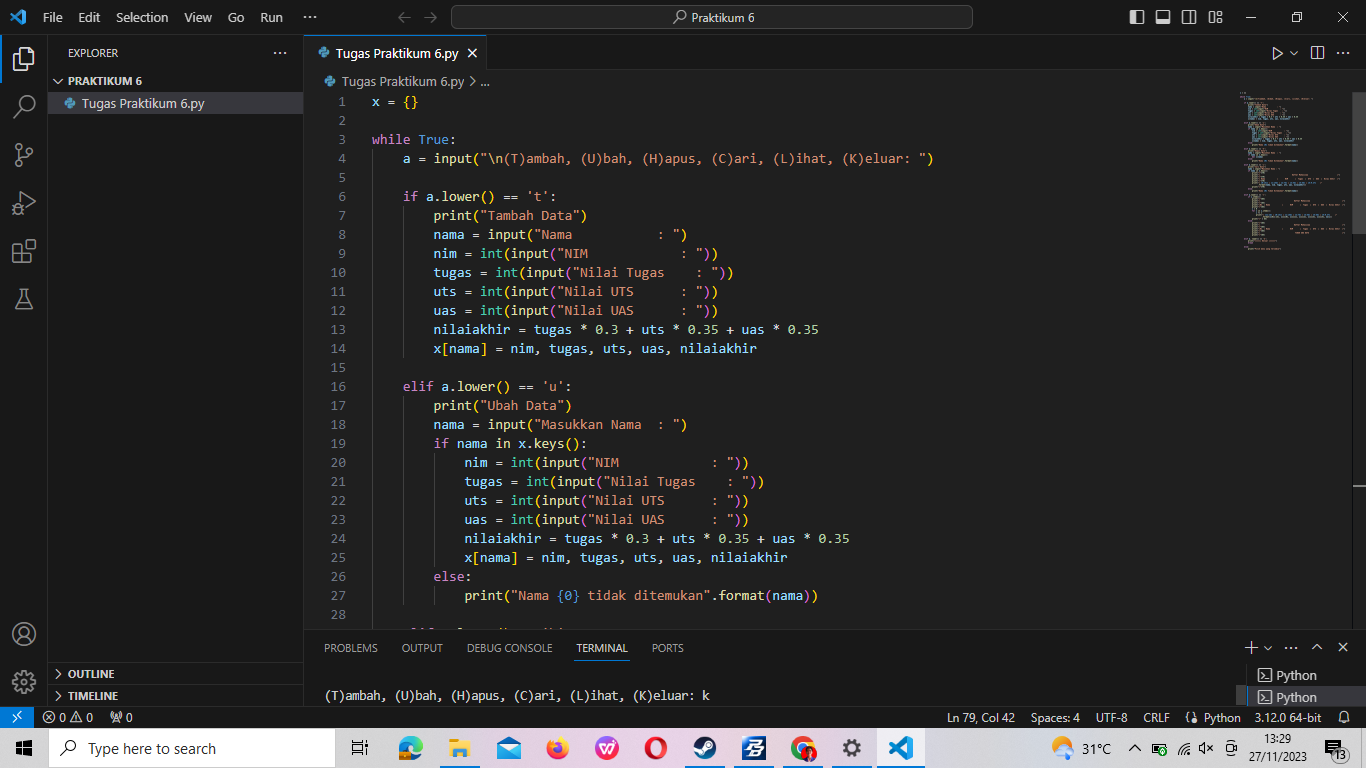 File Edit Selection View Go Run ··· Praktikum 6
EXPLORER ···
PRAKTIKUM 6
Tugas Praktikum 6.py
OUTLINE
TIMELINE
Tugas Praktikum 6.py
Tugas Praktikum 6.py > ...
1 x = {}
2
3 while True:
4     a = input("\n(T)ambah, (U)bah, (H)apus, (C)ari, (L)ihat, (K)eluar: ")
5
6     if a.lower() == 't':
7         print("Tambah Data")
8         nama = input("Nama           : ")
9         nim = int(input("NIM            : "))
10         tugas = int(input("Nilai Tugas    : "))
11         uts = int(input("Nilai UTS      : "))
12         uas = int(input("Nilai UAS      : "))
13         nilaiakhir = tugas * 0.3 + uts * 0.35 + uas * 0.35
14         x[nama] = nim, tugas, uts, uas, nilaiakhir
15
16     elif a.lower() == 'u':
17         print("Ubah Data")
18         nama = input("Masukkan Nama  : ")
19         if nama in x.keys():
20             nim = int(input("NIM            : "))
21             tugas = int(input("Nilai Tugas    : "))
22             uts = int(input("Nilai UTS      : "))
23             uas = int(input("Nilai UAS      : "))
24             nilaiakhir = tugas * 0.3 + uts * 0.35 + uas * 0.35
25             x[nama] = nim, tugas, uts, uas, nilaiakhir
26         else:
27             print("Nama {0} tidak ditemukan".format(nama))
28
PROBLEMS OUTPUT DEBUG CONSOLE TERMINAL PORTS
(T)ambah, (U)bah, (H)apus, (C)ari, (L)ihat, (K)eluar: k
Python
Python
0 0 0 Ln 79, Col 42 Spaces: 4 UTF-8 CRLF Python 3.12.0 64-bit
Type here to search 31°C 13:29
27/11/2023 13